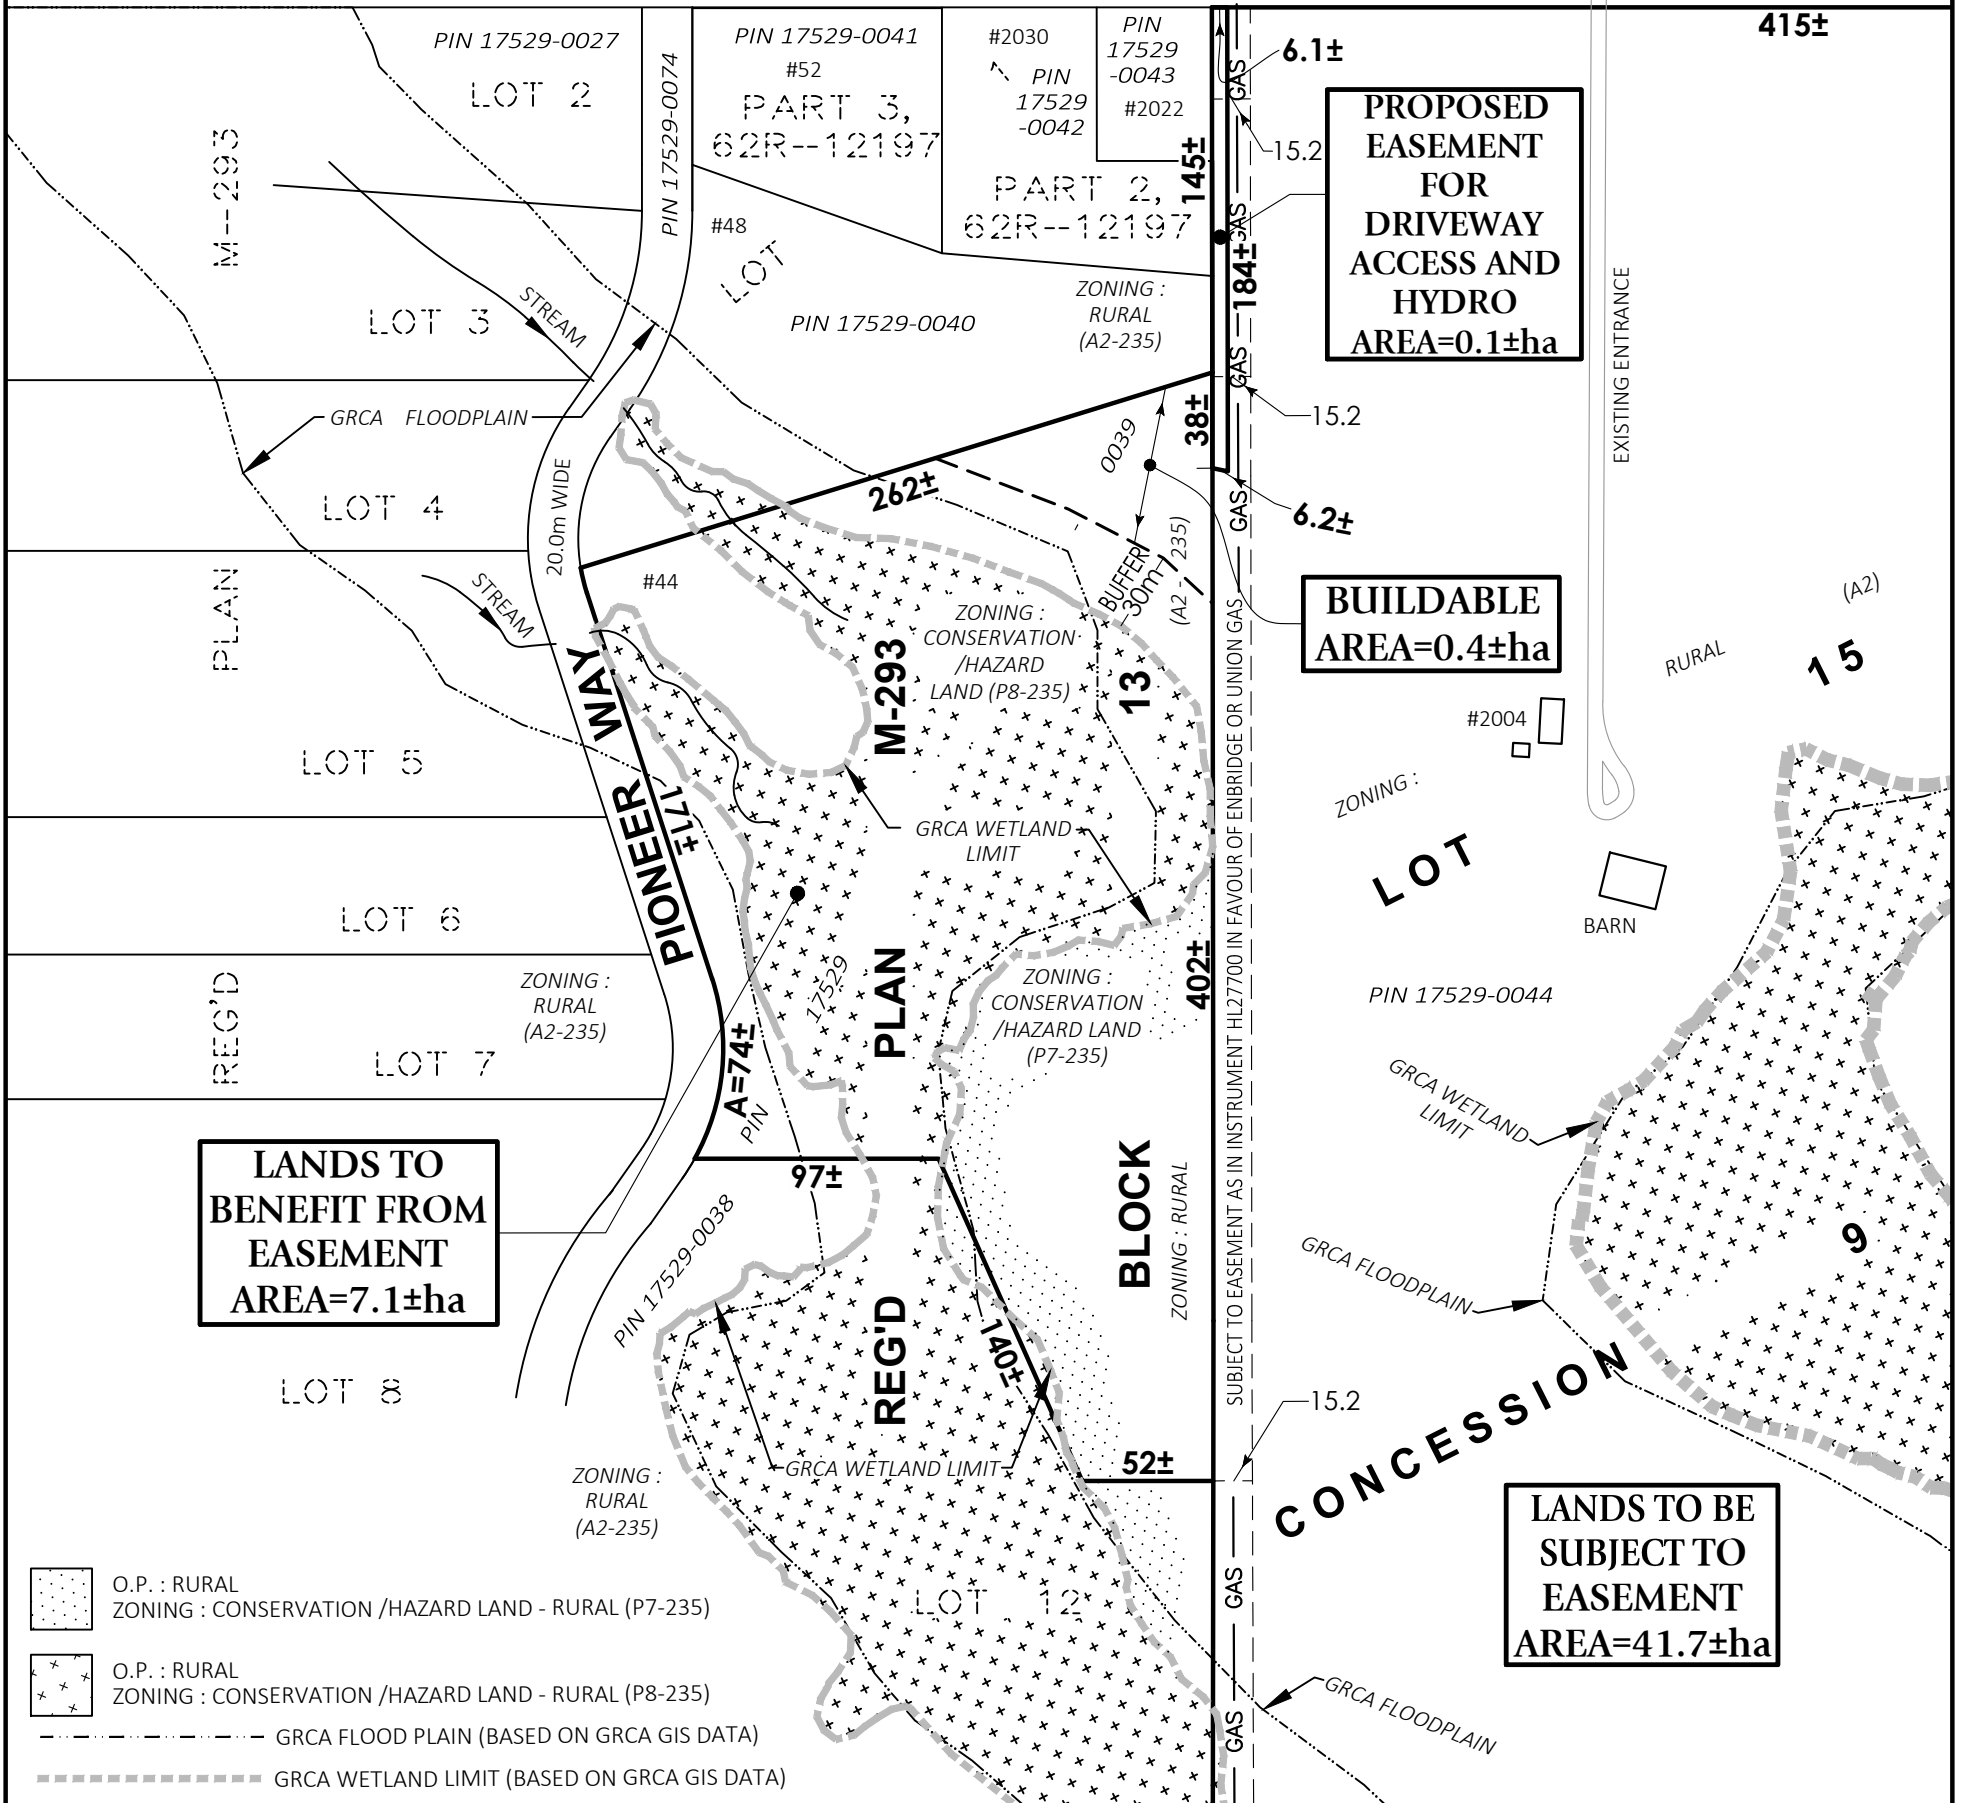 415±
PIN 17529-0027
LOT 2
PIN 17529-0074
PIN 17529-0041
#52
PART 3,
62R--12197
#2030
PIN
17529
-0042
PIN
17529
-0043
#2022
PART 2,
62R--12197
6.1±
15.2
145±
184±
GAS
GAS
GAS
GAS
PROPOSED
EASEMENT
FOR
DRIVEWAY
ACCESS AND
HYDRO
AREA=0.1±ha
M--293
#48
LOT
STREAM
LOT 3
PIN 17529-0040
ZONING :
RURAL
(A2-235)
EXISTING ENTRANCE
GRCA FLOODPLAIN
15.2
38±
0039
262±
20.0m WIDE
LOT 4
6.2±
PLAN
#44
STREAM
BUFFER
30m
(A2 - 235)
BUILDABLE
AREA=0.4±ha
(A2)
RURAL
15
ZONING :
CONSERVATION
/HAZARD
LAND (P8-235)
M-293
13
#2004
ZONING :
LOT
LOT 5
PIONEER WAY
171±
GRCA WETLAND
LIMIT
BARN
LOT 6
402±
SUBJECT TO EASEMENT AS IN INSTRUMENT HL27700 IN FAVOUR OF ENBRIDGE OR UNION GAS
REG'D
ZONING :
RURAL
(A2-235)
17529
PLAN
ZONING :
CONSERVATION
/HAZARD LAND
(P7-235)
PIN 17529-0044
LOT 7
A=74±
PIN
GRCA WETLAND
LIMIT
LANDS TO
BENEFIT FROM
EASEMENT
AREA=7.1±ha
97±
BLOCK
ZONING : RURAL
9
PIN 17529-0038
GRCA FLOODPLAIN
REG'D
140±
LOT 8
15.2
CONCESSION
GRCA WETLAND LIMIT
52±
ZONING :
RURAL
(A2-235)
LANDS TO BE
SUBJECT TO
EASEMENT
AREA=41.7±ha
LOT 12
GAS
GAS
GRCA FLOODPLAIN
O.P. : RURAL
ZONING : CONSERVATION /HAZARD LAND - RURAL (P7-235)
O.P. : RURAL
ZONING : CONSERVATION /HAZARD LAND - RURAL (P8-235)
GRCA FLOOD PLAIN (BASED ON GRCA GIS DATA)
GRCA WETLAND LIMIT (BASED ON GRCA GIS DATA)